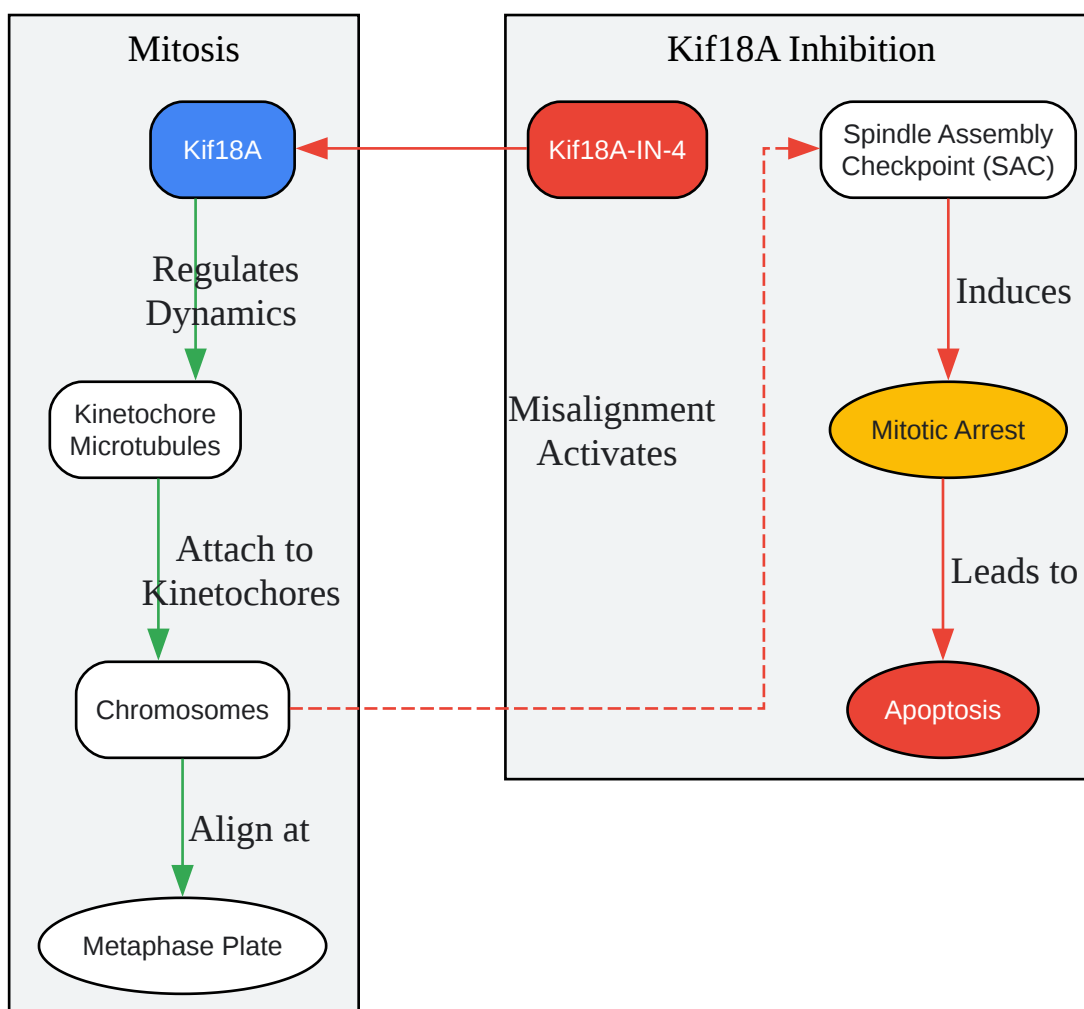 Mitosis
Kif18A
Regulates
Dynamics
Kinetochore
Microtubules
Attach to
Kinetochores
Chromosomes
Align at
Metaphase Plate
Kif18A Inhibition
Kif18A-IN-4
Spindle Assembly
Checkpoint (SAC)
Misalignment
Activates
Induces
Mitotic Arrest
Leads to
Apoptosis